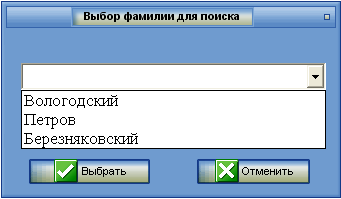 Выбор фамилии для поиска
Вологодский
Петров
Березняковский
Выбрать Отменить